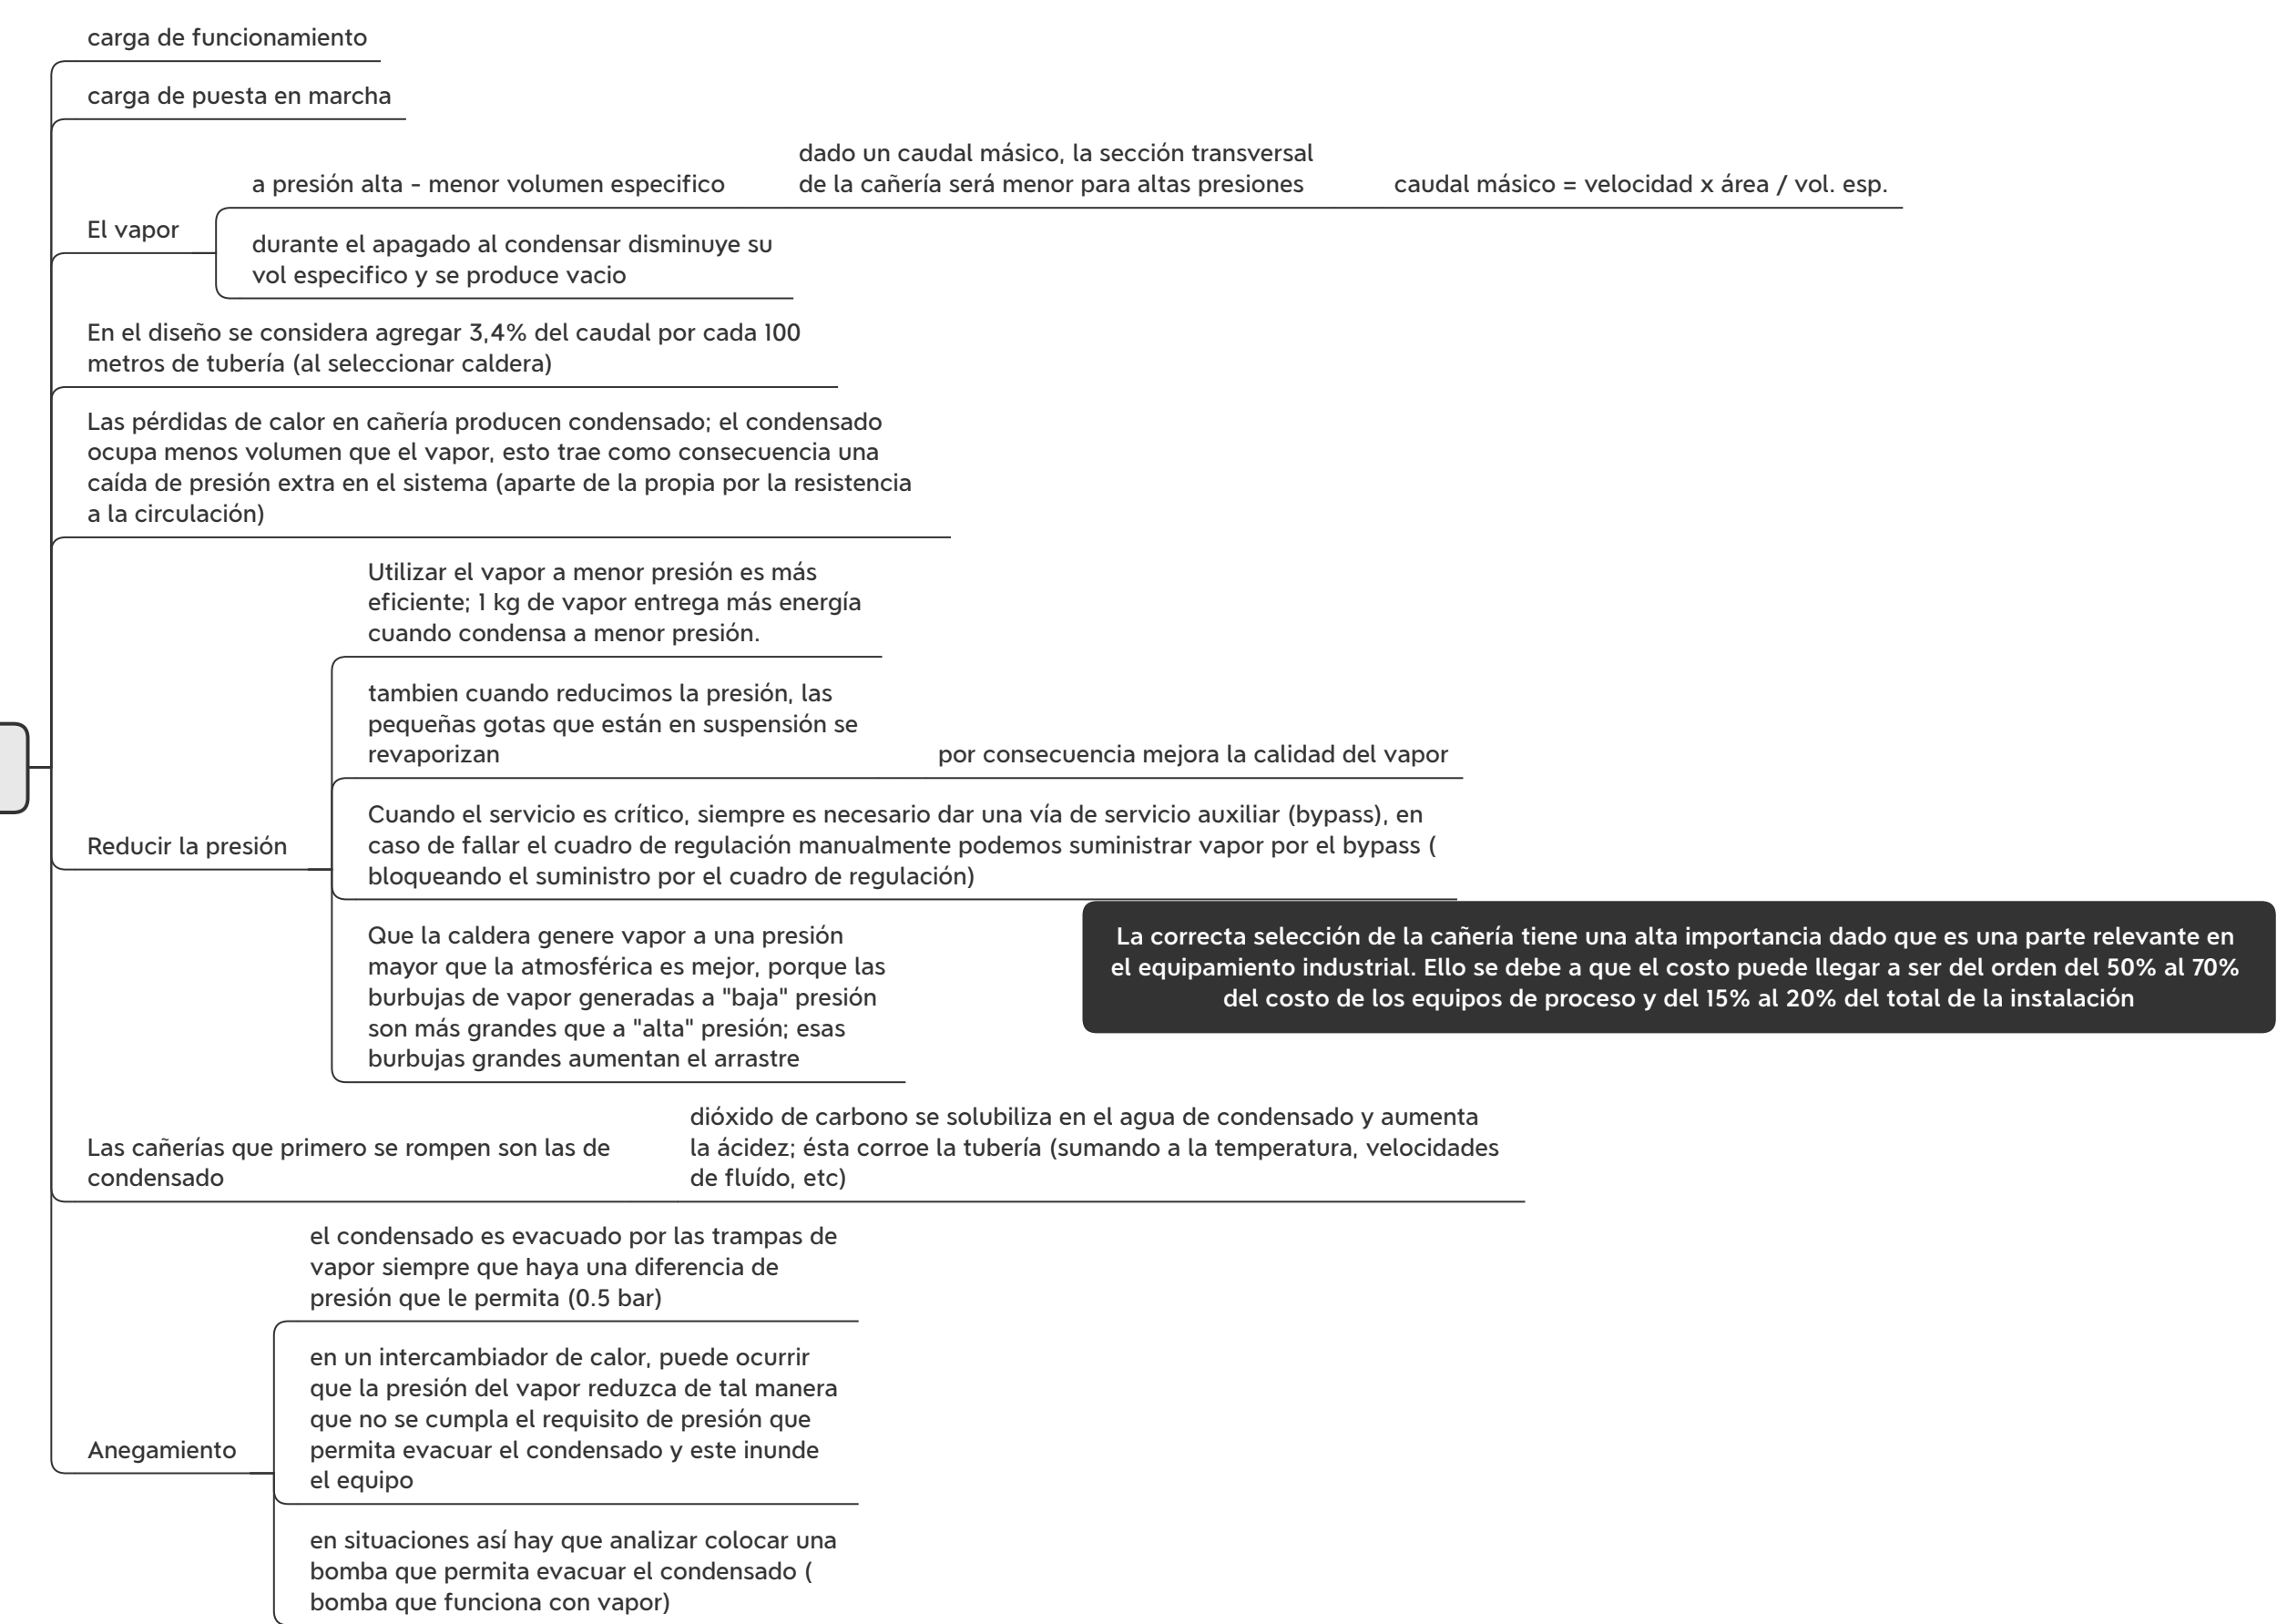 carga de funcionamiento
carga de puesta en marcha
El vapor
a presión alta - menor volumen especifico
dado un caudal másico, la sección transversal
de la cañería será menor para altas presiones
caudal másico = velocidad x área / vol. esp.
durante el apagado al condensar disminuye su
vol especifico y se produce vacio
En el diseño se considera agregar 3,4% del caudal por cada 100
metros de tubería (al seleccionar caldera)
Las pérdidas de calor en cañería producen condensado; el condensado
ocupa menos volumen que el vapor, esto trae como consecuencia una
caída de presión extra en el sistema (aparte de la propia por la resistencia
a la circulación)
Reducir la presión
Utilizar el vapor a menor presión es más
eficiente; 1 kg de vapor entrega más energía
cuando condensa a menor presión.
tambien cuando reducimos la presión, las
pequeñas gotas que están en suspensión se
revaporizan
por consecuencia mejora la calidad del vapor
Cuando el servicio es crítico, siempre es necesario dar una vía de servicio auxiliar (bypass), en
caso de fallar el cuadro de regulación manualmente podemos suministrar vapor por el bypass (
bloqueando el suministro por el cuadro de regulación)
Que la caldera genere vapor a una presión
mayor que la atmosférica es mejor, porque las
burbujas de vapor generadas a "baja" presión
son más grandes que a "alta" presión; esas
burbujas grandes aumentan el arrastre
La correcta selección de la cañería tiene una alta importancia dado que es una parte relevante en
el equipamiento industrial. Ello se debe a que el costo puede llegar a ser del orden del 50% al 70%
del costo de los equipos de proceso y del 15% al 20% del total de la instalación
Las cañerías que primero se rompen son las de
condensado
dióxido de carbono se solubiliza en el agua de condensado y aumenta
la ácidez; ésta corroe la tubería (sumando a la temperatura, velocidades
de fluído, etc)
Anegamiento
el condensado es evacuado por las trampas de
vapor siempre que haya una diferencia de
presión que le permita (0.5 bar)
en un intercambiador de calor, puede ocurrir
que la presión del vapor reduzca de tal manera
que no se cumpla el requisito de presión que
permita evacuar el condensado y este inunde
el equipo
en situaciones así hay que analizar colocar una
bomba que permita evacuar el condensado (
bomba que funciona con vapor)